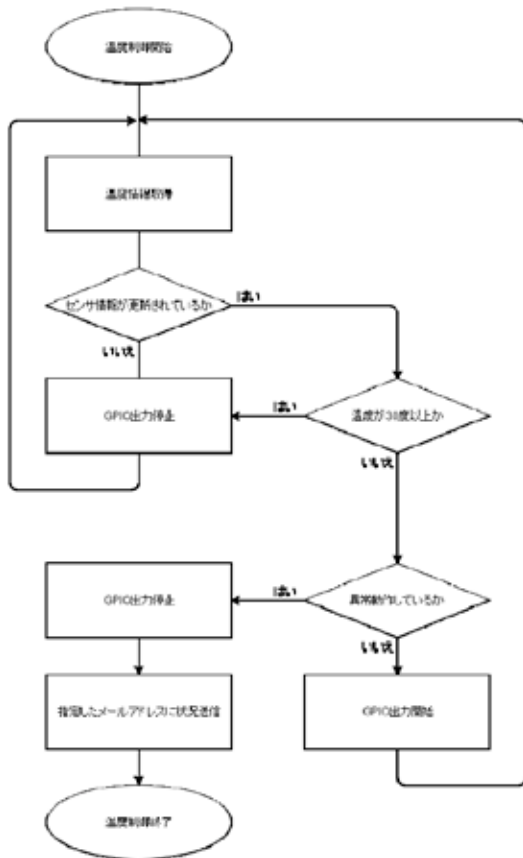 温度制御開始
温度情報取得
センサ情報が更新されているか
はい
いいえ
GPIO出力停止
はい
温度が30度以上か
いいえ
GPIO出力停止
はい
異常動作しているか
いいえ
指定したメールアドレスに状況送信
GPIO出力開始
温度制御終了